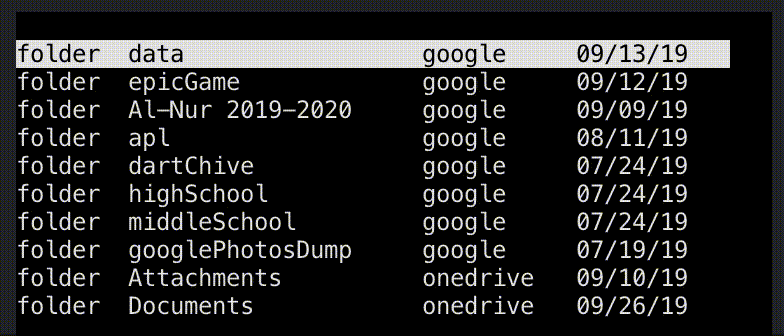 folder data google 09/13/19
folder epicGame google 09/12/19
folder Al–Nur 2019–2020 google 09/09/19
folder apl google 08/11/19
folder dartChive google 07/24/19
folder highSchool google 07/24/19
folder middleSchool google 07/24/19
folder googlePhotosDump google 07/19/19
folder Attachments onedrive 09/10/19
folder Documents onedrive 09/26/19